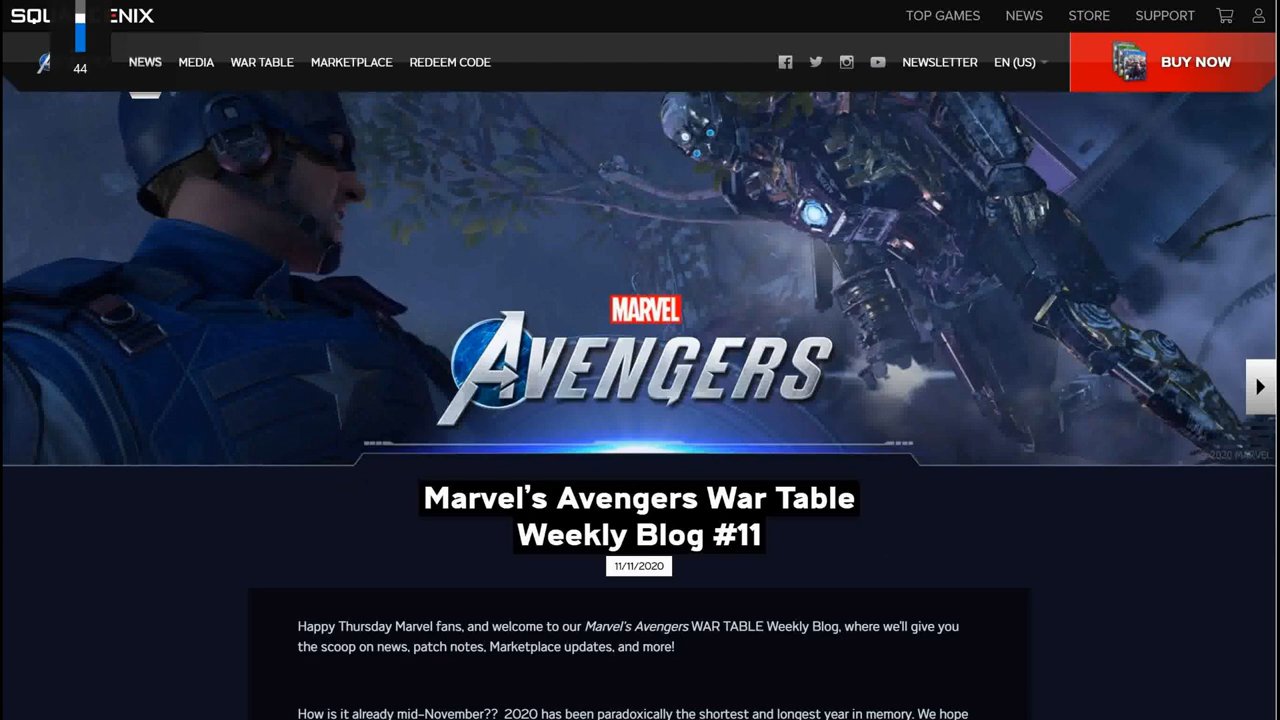 SQU ENIX
TOP GAMES NEWS STORE SUPPORT
44
NEWS MEDIA WAR TABLE MARKETPLACE REDEEM CODE NEWSLETTER EN (US) BUY NOW
MARVEL
AVENGERS
©2020 MARVEL
Marvel's Avengers War Table
Weekly Blog #11
11/11/2020
Happy Thursday Marvel fans, and welcome to our Marvel's Avengers WAR TABLE Weekly Blog, where we'll give you
the scoop on news, patch notes, Marketplace updates, and more!
How is it already mid-November?? 2020 has been paradoxically the shortest and longest year in memory. We hope